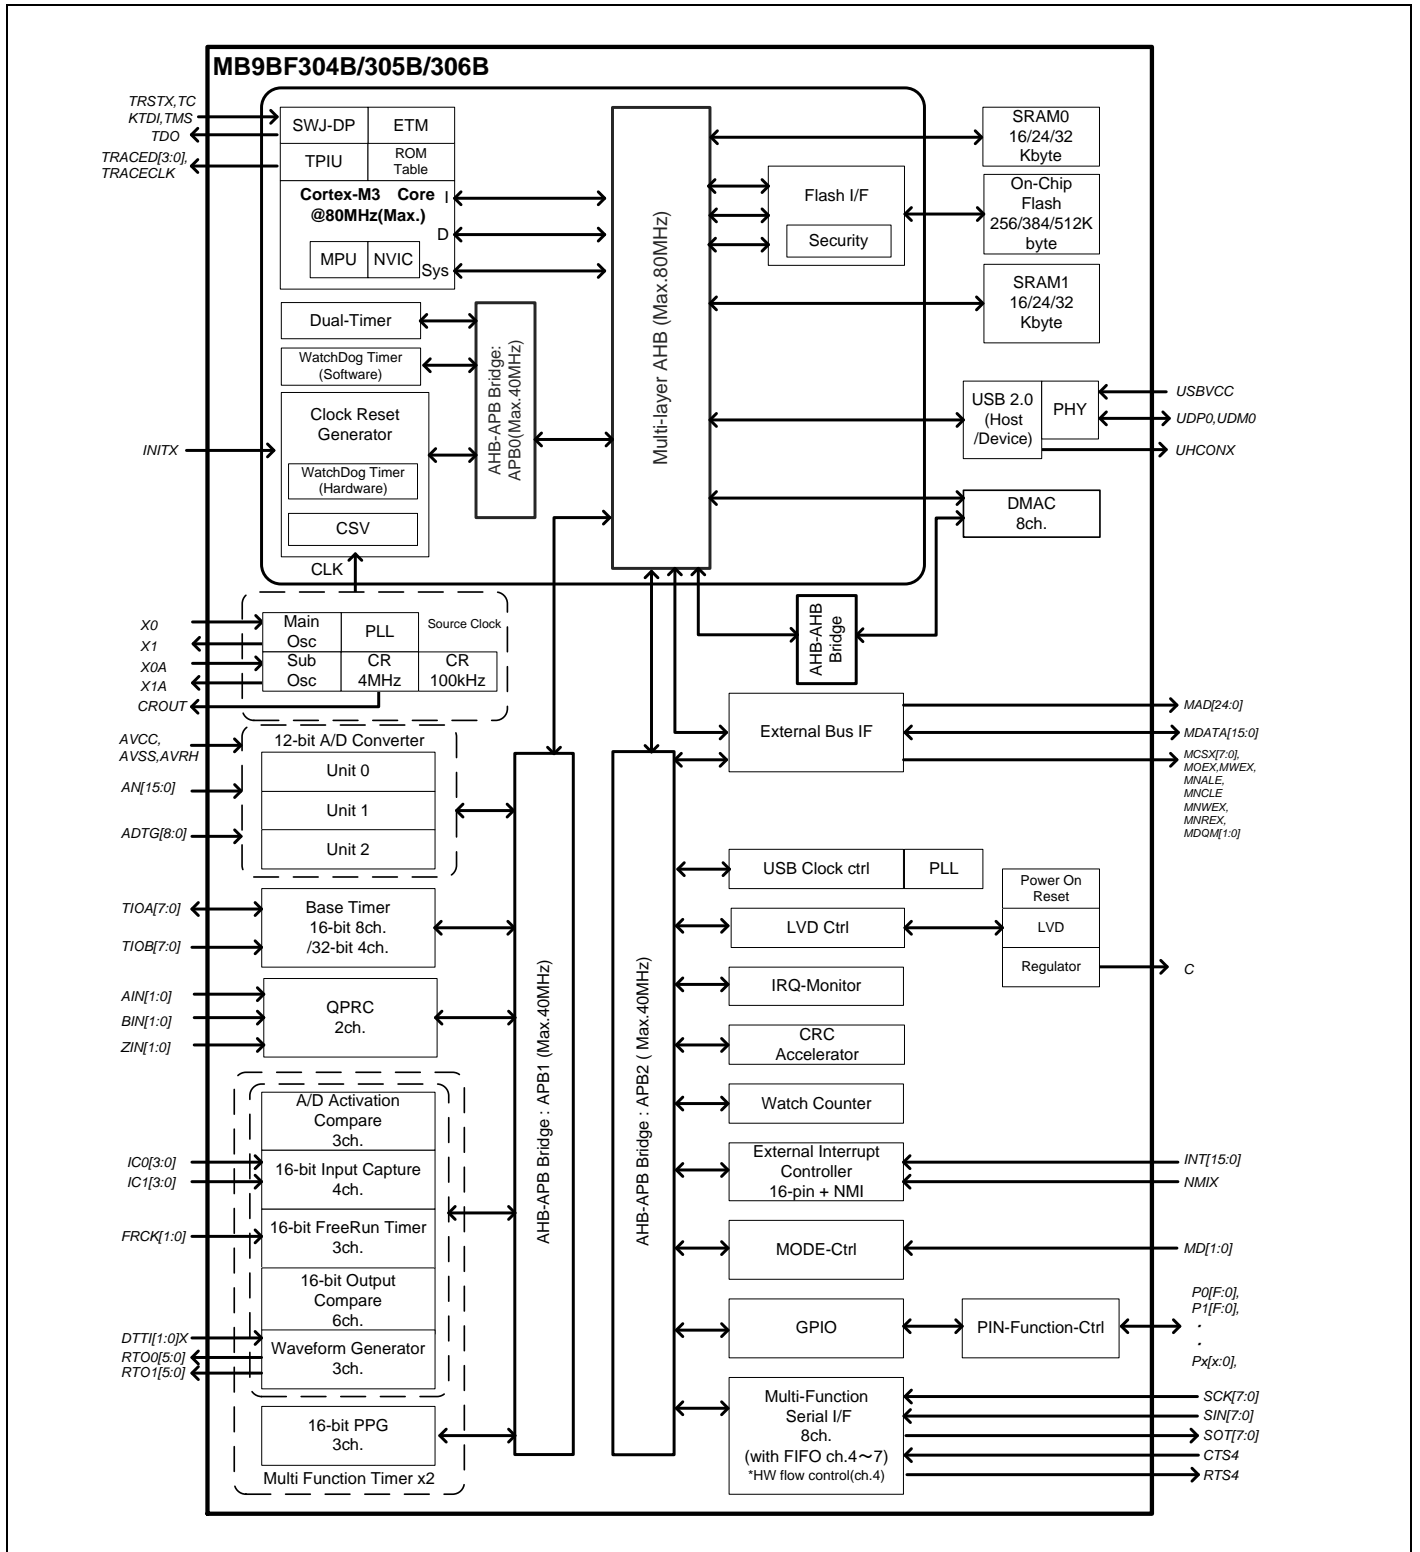 MB9BF304B/305B/306B
TRSTX,TC
KTDI,TMS
TDO
TRACED[3:0],
TRACECLK
SWJ-DP
ETM
TPIU
ROM
Table
Cortex-M3 Core
@80MHz(Max.)
I
D
Sys
MPU
NVIC
Dual-Timer
WatchDog Timer
(Software)
Clock Reset
Generator
WatchDog Timer
(Hardware)
CSV
CLK
INITX
AHB-APB Bridge:
APB0(Max.40MHz)
Multi-layer AHB (Max.80MHz)
Flash I/F
Security
SRAM0
16/24/32
Kbyte
On-Chip
Flash
256/384/512K
byte
SRAM1
16/24/32
Kbyte
USB 2.0
(Host
/Device)
PHY
USBVCC
UDP0,UDM0
UHCONX
DMAC
8ch.
AHB-AHB
Bridge
X0
X1
X0A
X1A
CROUT
Main
Osc
PLL
Source Clock
Sub
Osc
CR
4MHz
CR
100kHz
AVCC,
AVSS,AVRH
AN[15:0]
ADTG[8:0]
12-bit A/D Converter
Unit 0
Unit 1
Unit 2
TIOA[7:0]
TIOB[7:0]
Base Timer
16-bit 8ch.
/32-bit 4ch.
AIN[1:0]
BIN[1:0]
ZIN[1:0]
QPRC
2ch.
A/D Activation
Compare
3ch.
IC0[3:0]
IC1[3:0]
16-bit Input Capture
4ch.
FRCK[1:0]
16-bit FreeRun Timer
3ch.
16-bit Output
Compare
6ch.
DTTI[1:0]X
RTO0[5:0]
RTO1[5:0]
Waveform Generator
3ch.
16-bit PPG
3ch.
Multi Function Timer x2
AHB-APB Bridge : APB1 (Max.40MHz)
AHB-APB Bridge : APB2 ( Max.40MHz)
External Bus IF
MAD[24:0]
MDATA[15:0]
MCSX[7:0],
MOEX,MWEX,
MNALE,
MNCLE
MNWEX,
MNREX,
MDQM[1:0]
USB Clock ctrl
PLL
LVD Ctrl
Power On
Reset
LVD
Regulator
C
IRQ-Monitor
CRC
Accelerator
Watch Counter
External Interrupt
Controller
16-pin + NMI
INT[15:0]
NMIX
MODE-Ctrl
MD[1:0]
GPIO
PIN-Function-Ctrl
P0[F:0],
P1[F:0],
・
・
Px[x:0],
Multi-Function
Serial I/F
8ch.
(with FIFO ch.4～7)
*HW flow control(ch.4)
SCK[7:0]
SIN[7:0]
SOT[7:0]
CTS4
RTS4